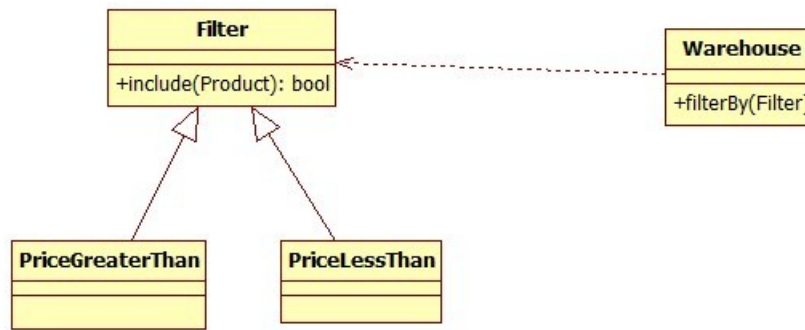 Filter
+include(Product): bool
Warehouse
+filterBy(Filter)
PriceGreaterThan
PriceLessThan